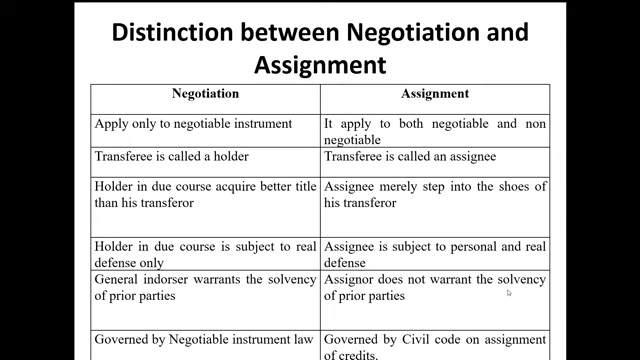 Distinction between Negotiation and
Assignment
Negotiation
Assignment
Apply only to negotiable instrument
It apply to both negotiable and non
negotiable
Transferee is called a holder
Transferee is called an assignee
Holder in due course acquire better title
than his transferor
Assignee merely step into the shoes of
his transferor
Holder in due course is subject to real
defense only
Assignee is subject to personal and real
defense
General indorser warrants the solvency
of prior parties
Assignor does not warrant the solvency
of prior parties
Governed by Negotiable instrument law
Governed by Civil code on assignment
of credits.